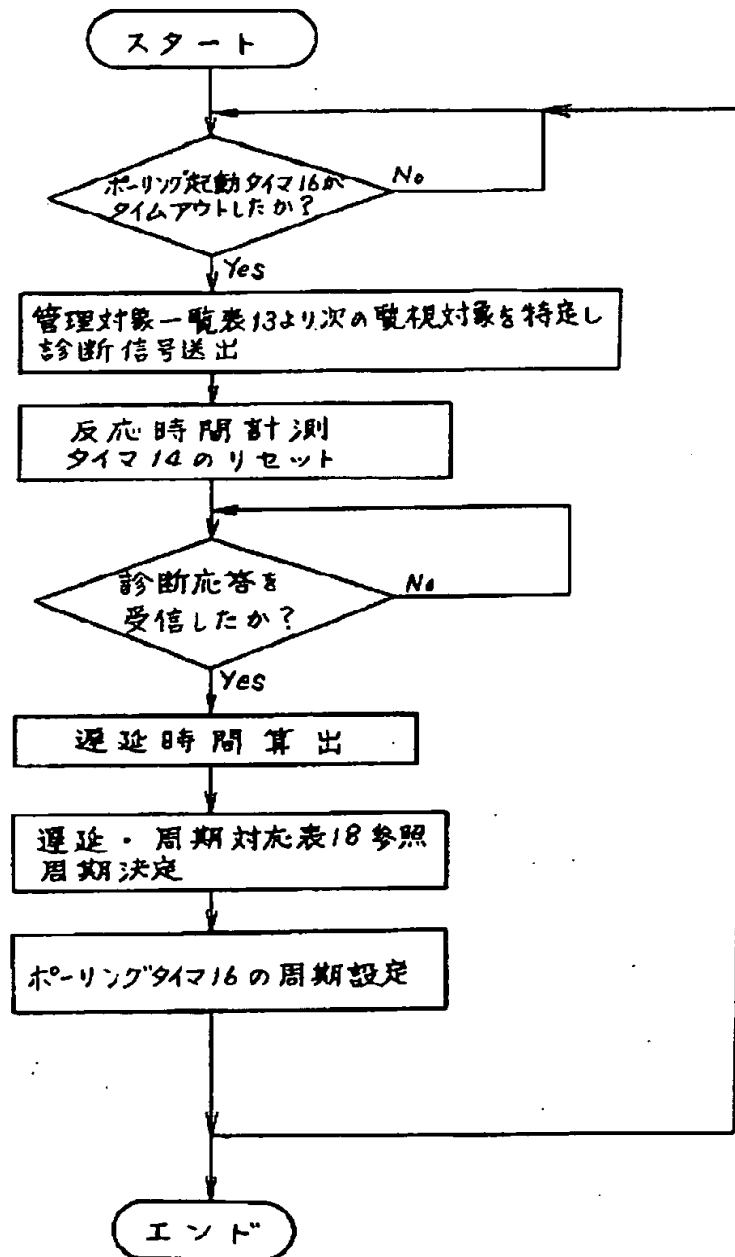 スタート
ポーリング起動タイマ16が
タイムアウトしたか?
No
Yes
管理対象一覧表13より次の監視対象を特定し
診断信号送出
反応時間計測
タイマ14のリセット
診断応答を
受信したか?
No
Yes
遅延時間算出
遅延・周期対応表18参照
周期決定
ポーリングタイマ16の周期設定
エンド